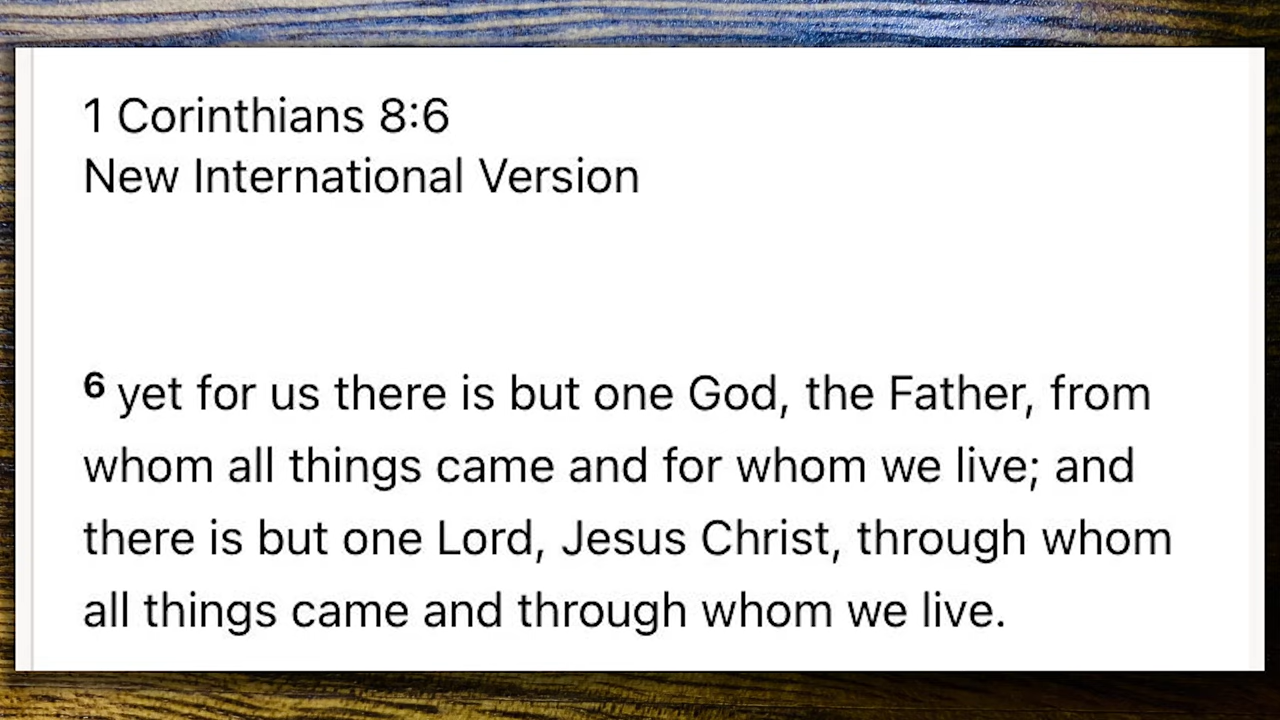 1 Corinthians 8:6
New International Version
6 yet for us there is but one God, the Father, from
whom all things came and for whom we live; and
there is but one Lord, Jesus Christ, through whom
all things came and through whom we live.